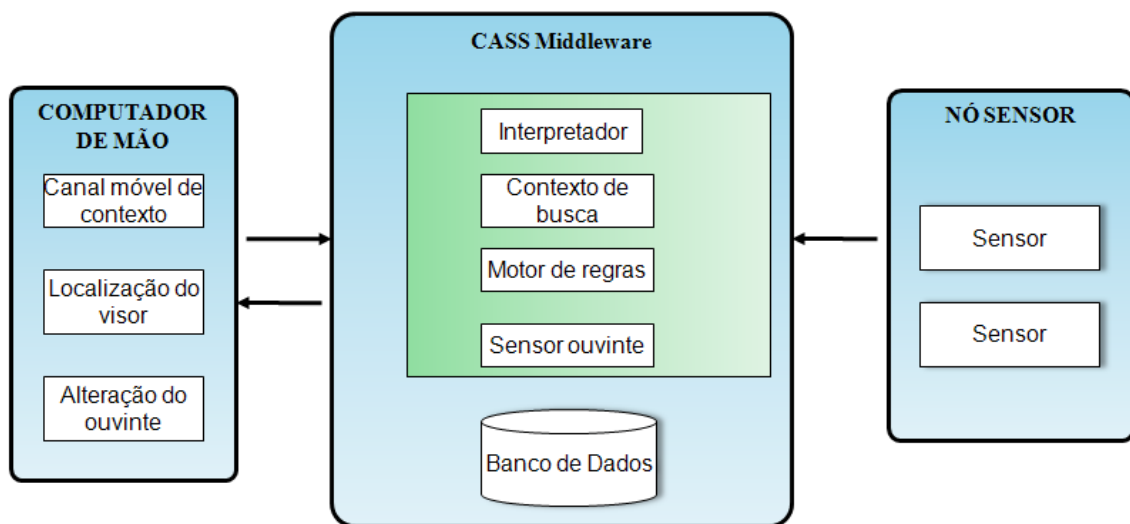 COMPUTADOR
DE MÃO
Canal móvel de
contexto
Localização do
visor
Alteração do
ouvinte
CASS Middleware
Interpretador
Contexto de
busca
Motor de regras
Sensor ouvinte
Banco de Dados
NÓ SENSOR
Sensor
Sensor